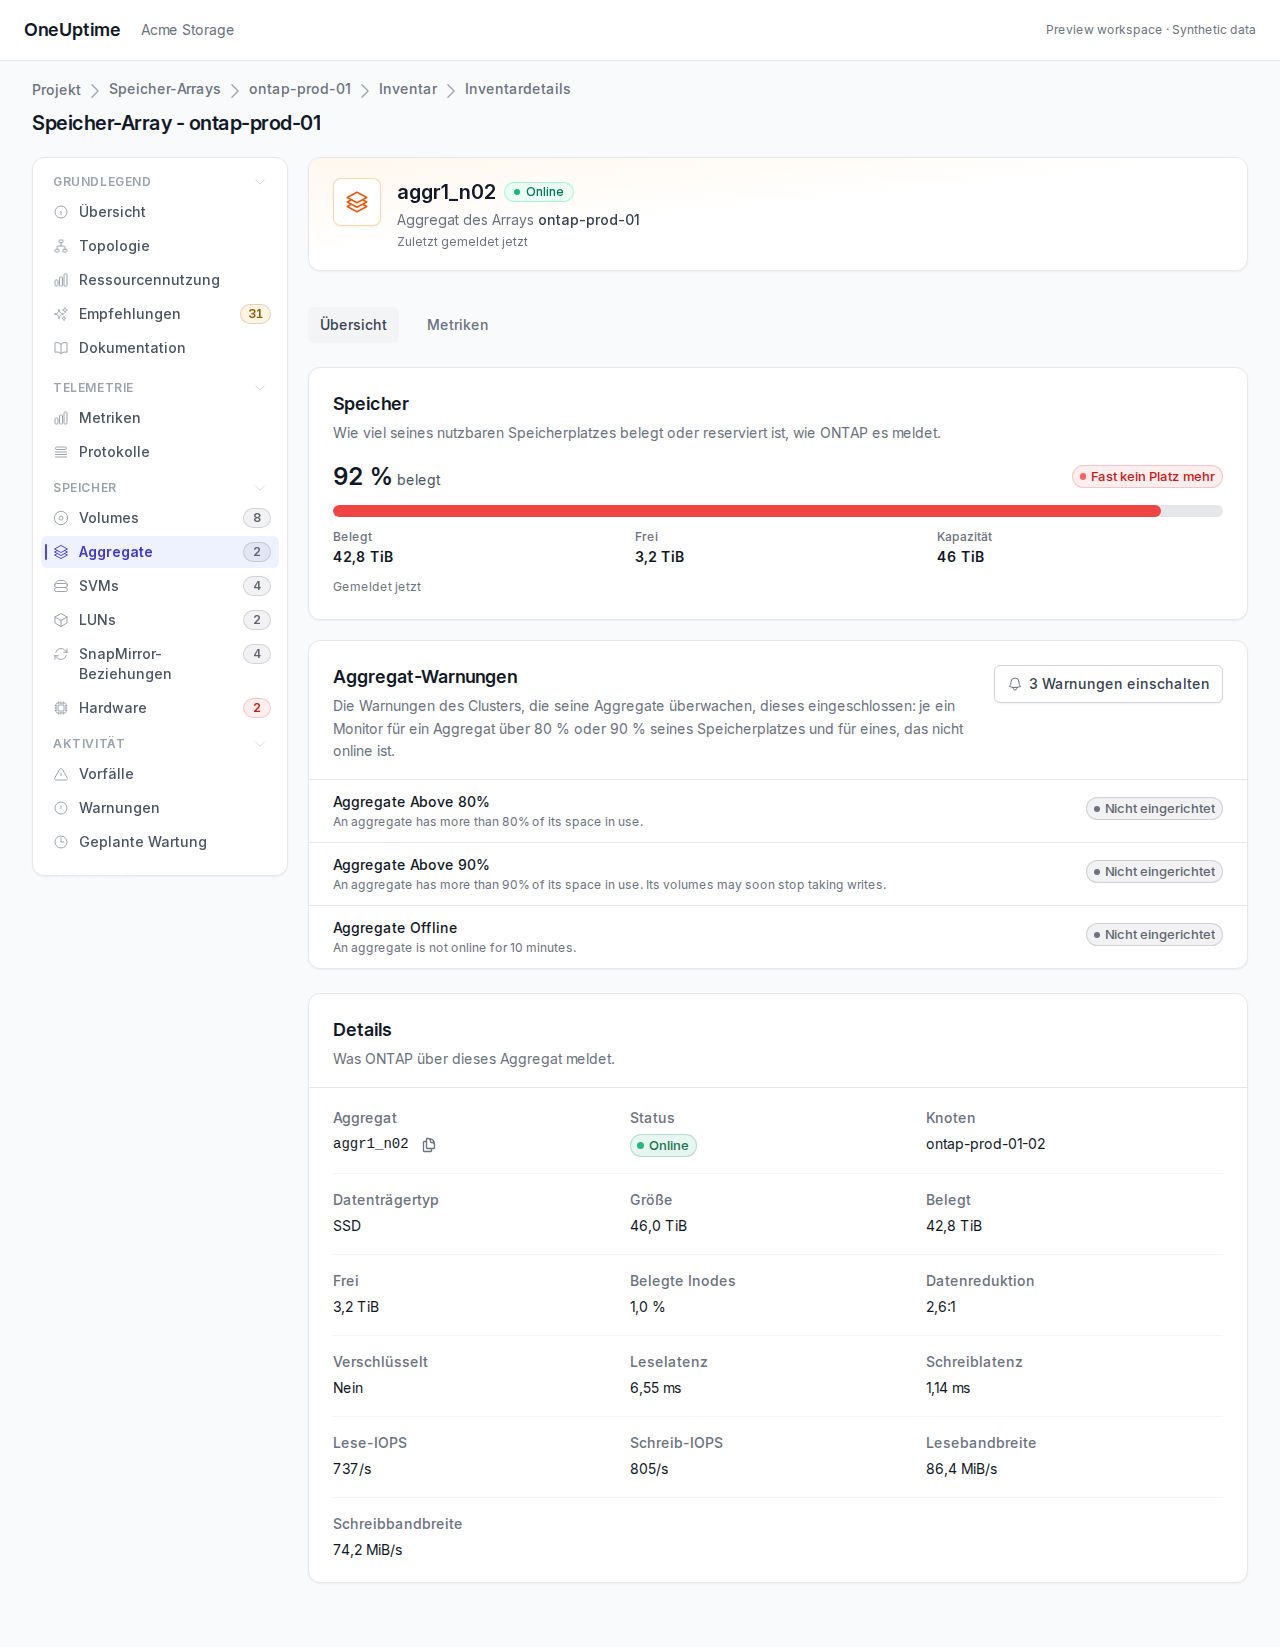 OneUptime
Acme Storage
Preview workspace · Synthetic data
Projekt
Speicher-Arrays
ontap-prod-01
Inventar
Inventardetails
Speicher-Array - ontap-prod-01
GRUNDLEGEND
Übersicht
Topologie
Ressourcennutzung
Empfehlungen
31
Dokumentation
TELEMETRIE
Metriken
Protokolle
SPEICHER
Volumes
8
Aggregate
2
SVMs
4
LUNs
2
SnapMirror-
Beziehungen
4
Hardware
2
AKTIVITÄT
Vorfälle
Warnungen
Geplante Wartung
aggr1_n02
Online
Aggregat des Arrays ontap-prod-01
Zuletzt gemeldet jetzt
Übersicht
Metriken
Speicher
Wie viel seines nutzbaren Speicherplatzes belegt oder reserviert ist, wie ONTAP es meldet.
92 % belegt
Fast kein Platz mehr
Belegt
42,8 TiB
Frei
3,2 TiB
Kapazität
46 TiB
Gemeldet jetzt
Aggregat-Warnungen
Die Warnungen des Clusters, die seine Aggregate überwachen, dieses eingeschlossen: je ein
Monitor für ein Aggregat über 80 % oder 90 % seines Speicherplatzes und für eines, das nicht
online ist.
3 Warnungen einschalten
Aggregate Above 80%
An aggregate has more than 80% of its space in use.
Nicht eingerichtet
Aggregate Above 90%
An aggregate has more than 90% of its space in use. Its volumes may soon stop taking writes.
Nicht eingerichtet
Aggregate Offline
An aggregate is not online for 10 minutes.
Nicht eingerichtet
Details
Was ONTAP über dieses Aggregat meldet.
Aggregat
aggr1_n02
Status
Online
Knoten
ontap-prod-01-02
Datenträgertyp
SSD
Größe
46,0 TiB
Belegt
42,8 TiB
Frei
3,2 TiB
Belegte Inodes
1,0 %
Datenreduktion
2,6:1
Verschlüsselt
Nein
Leselatenz
6,55 ms
Schreiblatenz
1,14 ms
Lese-IOPS
737/s
Schreib-IOPS
805/s
Lesebandbreite
86,4 MiB/s
Schreibbandbreite
74,2 MiB/s